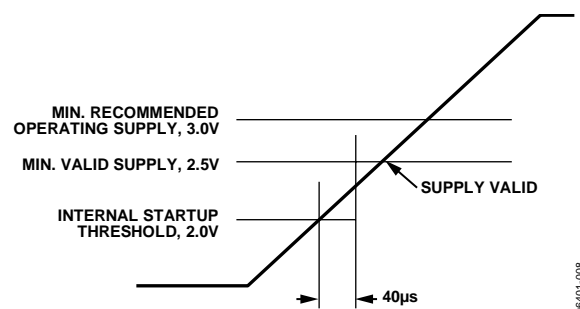 MIN. RECOMMENDED
OPERATING SUPPLY, 3.0V
MIN. VALID SUPPLY, 2.5V
SUPPLY VALID
INTERNAL STARTUP
THRESHOLD, 2.0V
40µs